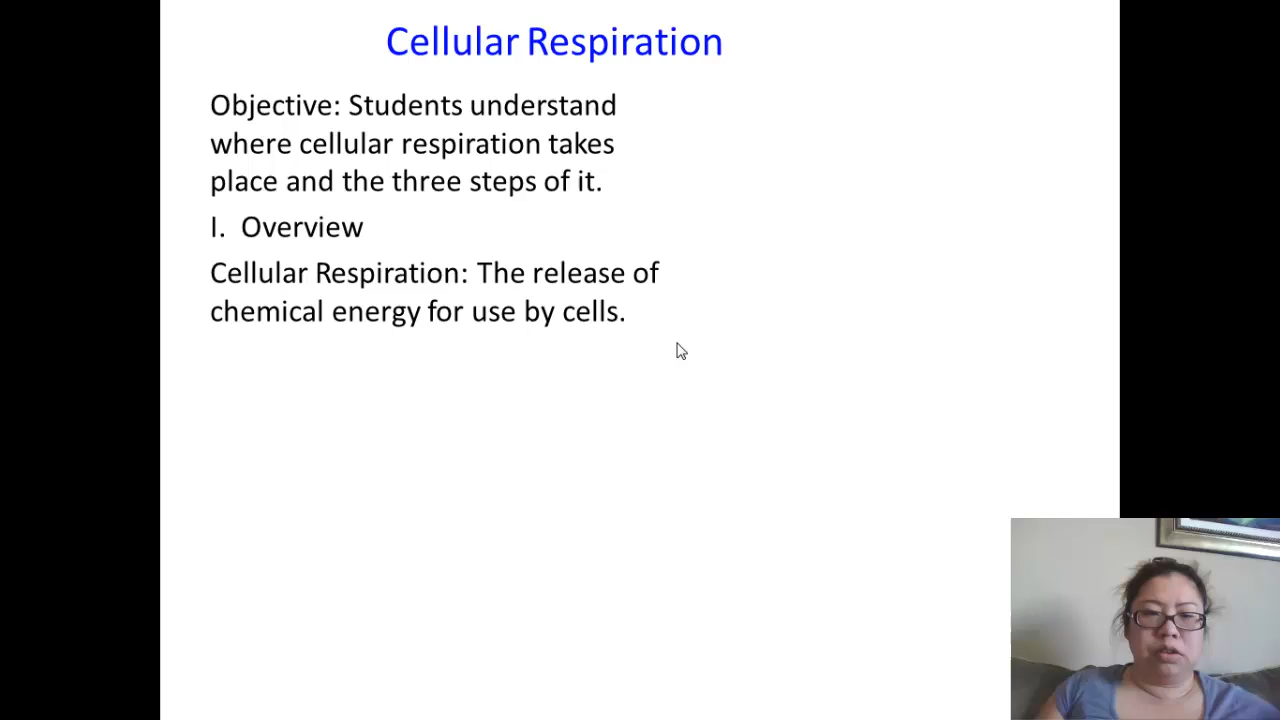 Cellular Respiration
Objective: Students understand
where cellular respiration takes
place and the three steps of it.
I. Overview
Cellular Respiration: The release of
chemical energy for use by cells.